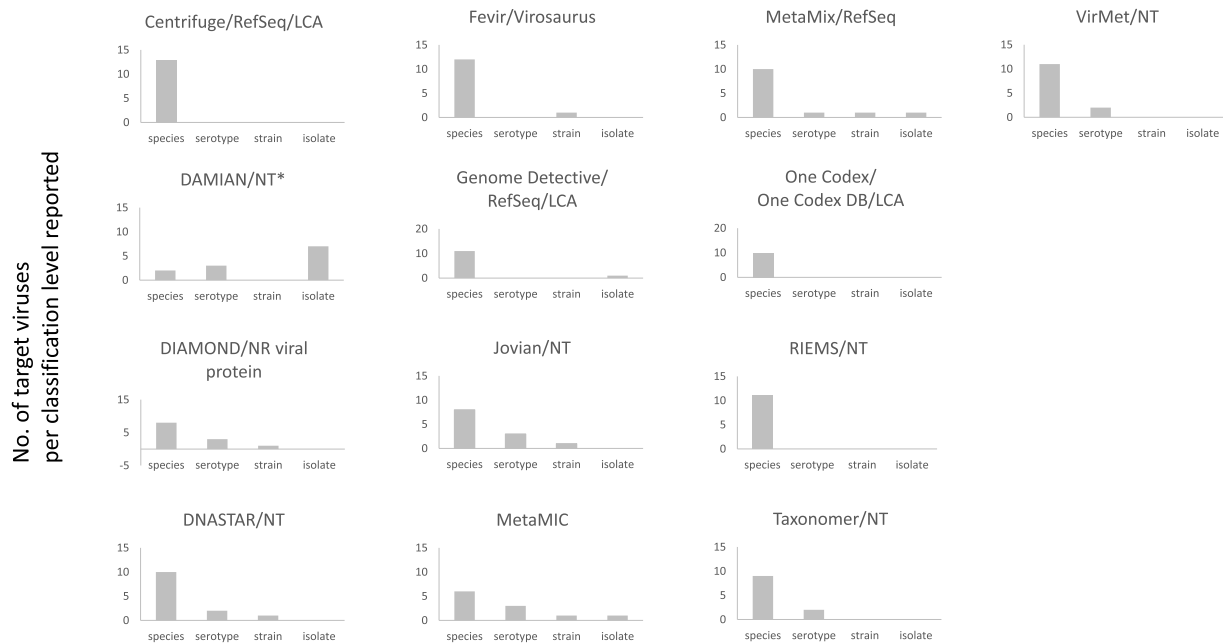 No. of target viruses
per classification level reported
Centrifuge/RefSeq/LCA
15
10
5
0
species serotype strain isolate
Fevir/Virosaurus
15
10
5
0
species serotype strain isolate
MetaMix/RefSeq
15
10
5
0
species serotype strain isolate
VirMet/NT
15
10
5
0
species serotype strain isolate
DAMIAN/NT*
15
10
5
0
species serotype strain isolate
Genome Detective/
RefSeq/LCA
20
10
0
species serotype strain isolate
One Codex/
One Codex DB/LCA
20
10
0
species serotype strain isolate
DIAMOND/NR viral
protein
15
5
-5
species serotype strain isolate
Jovian/NT
15
10
5
0
species serotype strain isolate
RIEMS/NT
15
10
5
0
species serotype strain isolate
DNASTAR/NT
15
10
5
0
species serotype strain isolate
MetaMIC
15
10
5
0
species serotype strain isolate
Taxonomer/NT
15
10
5
0
species serotype strain isolate